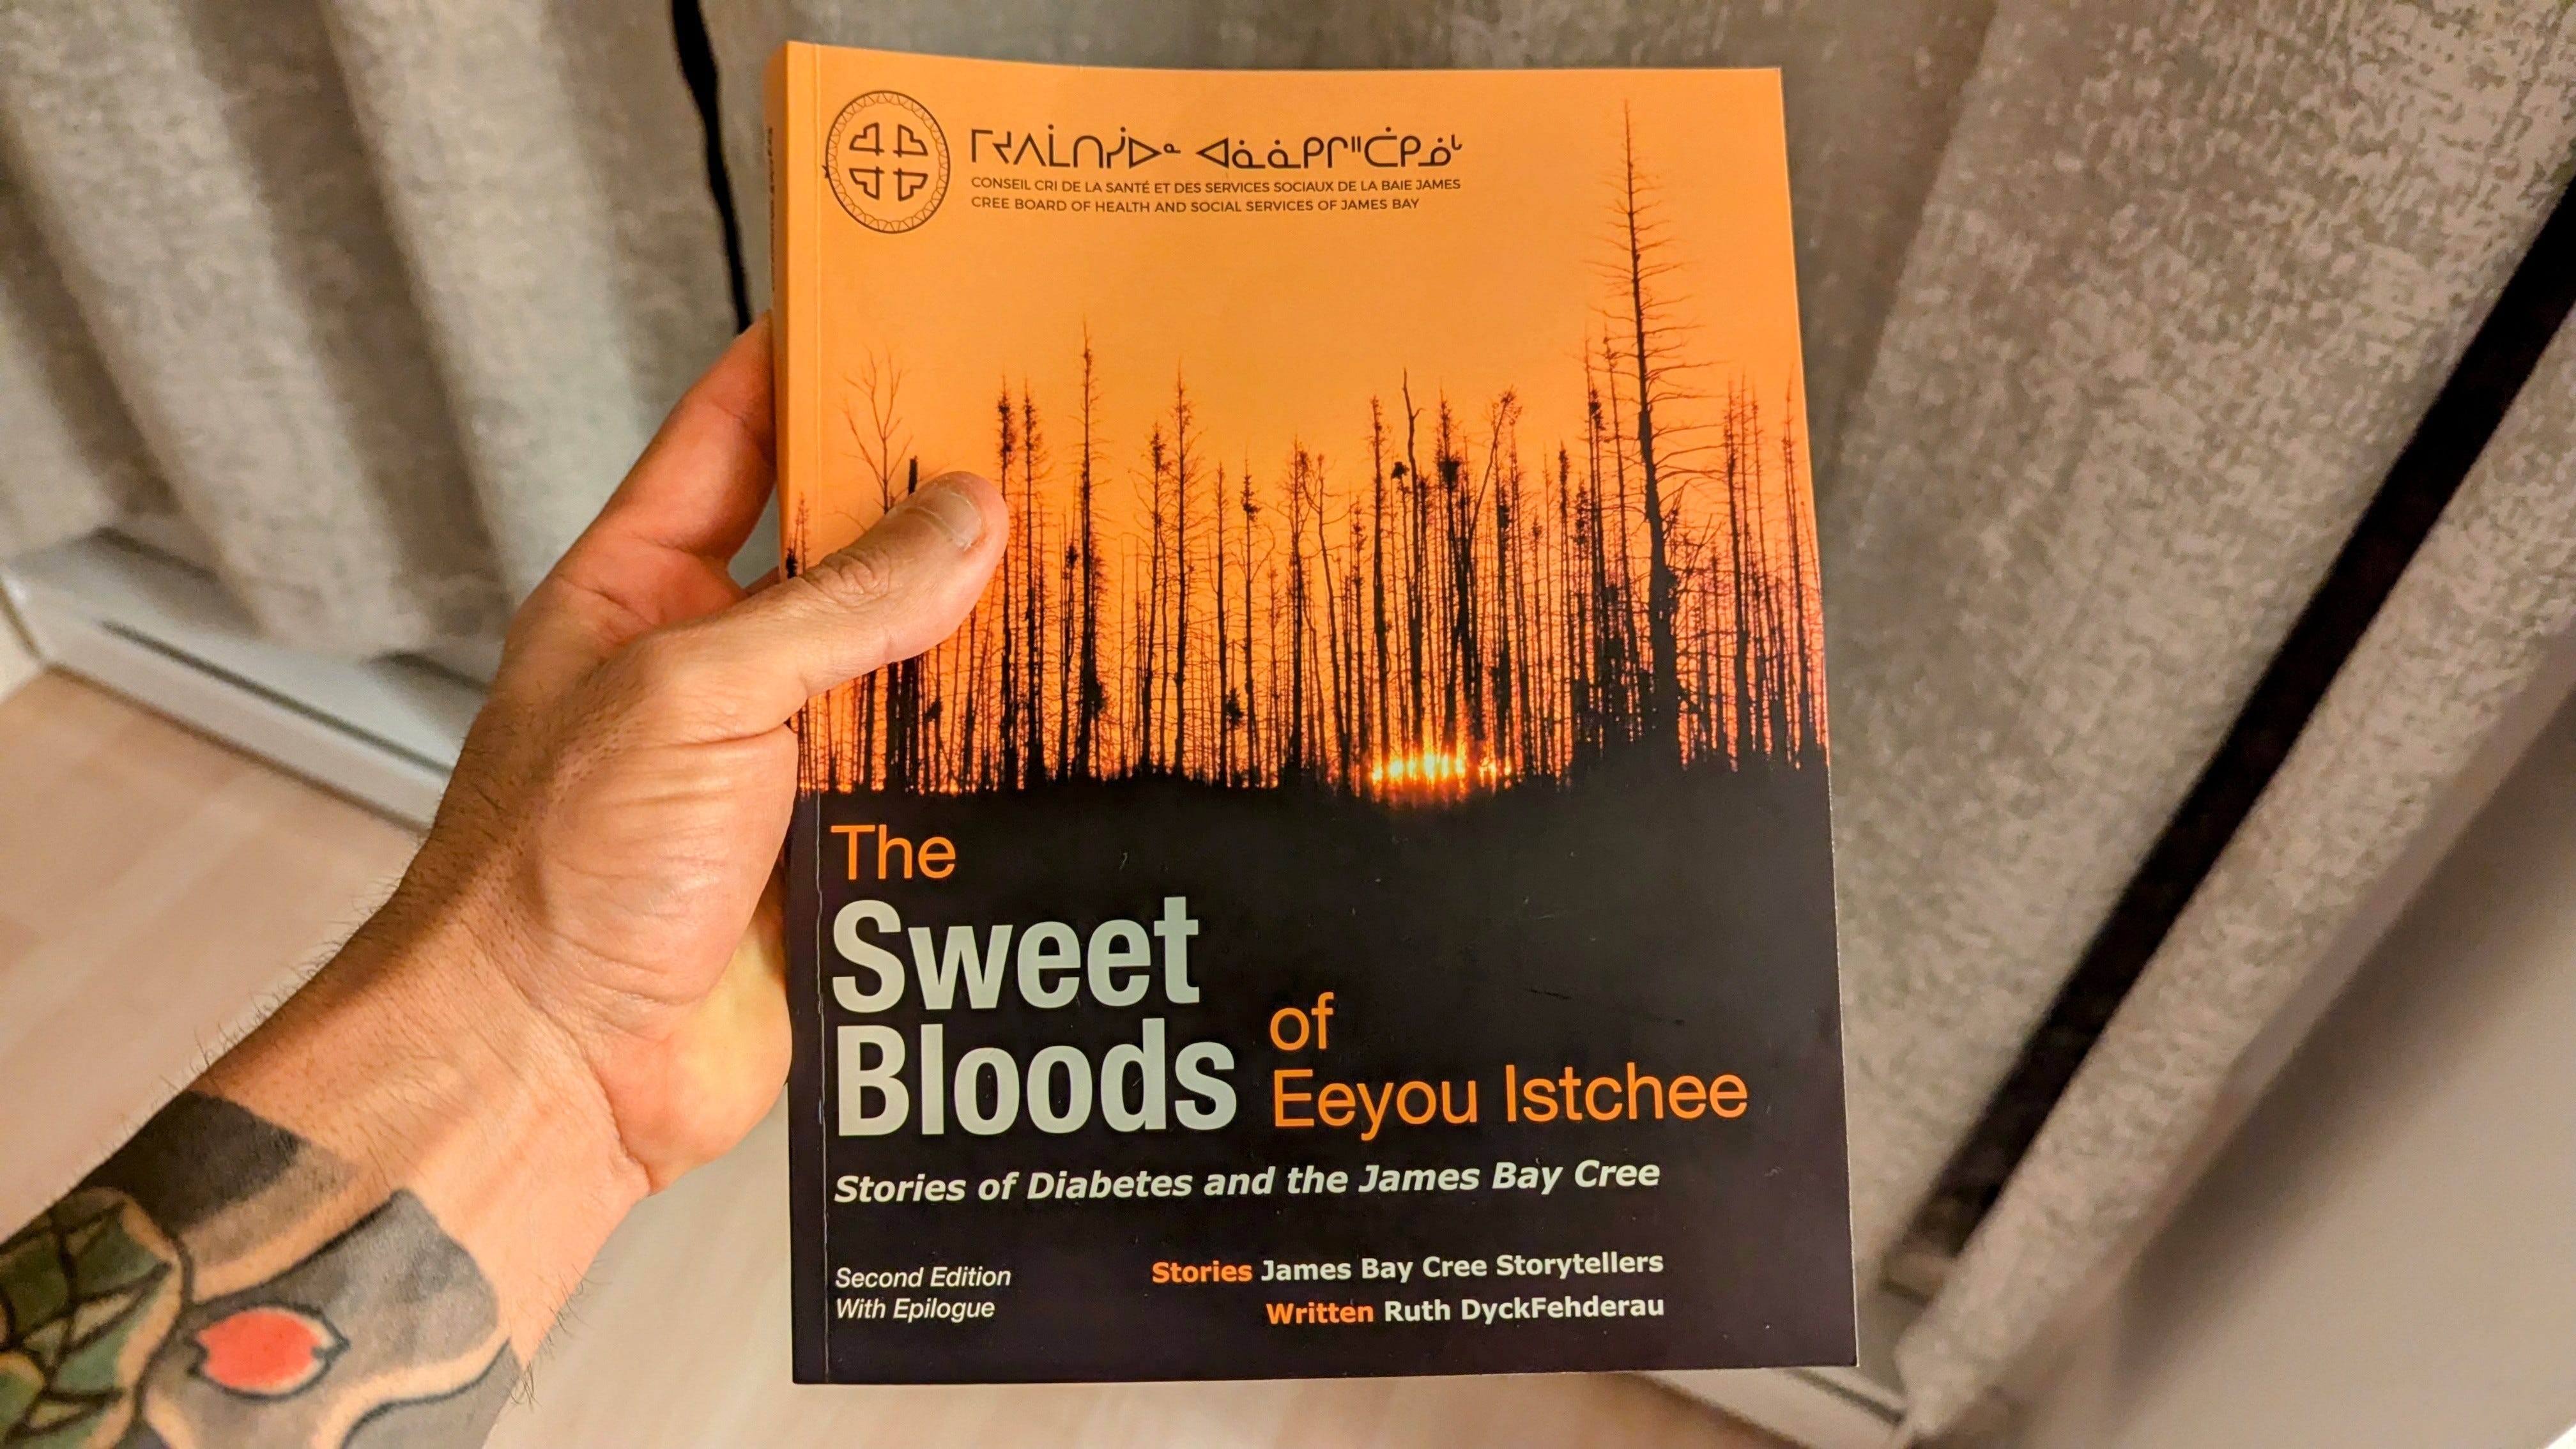 ᒥᔪᐱᒫᑎᓰᐅᓐ ᐊᓈᓈᑭᒋᐦᑖᑭᓅᒡ
CONSEIL CRI DE LA SANTÉ ET DES SERVICES SOCIAUX DE LA BAIE JAMES
CREE BOARD OF HEALTH AND SOCIAL SERVICES OF JAMES BAY
The
Sweet
Bloods
of
Eeyou Istchee
Stories of Diabetes and the James Bay Cree
Second Edition
With Epilogue
Stories James Bay Cree Storytellers
Written Ruth DyckFehderau